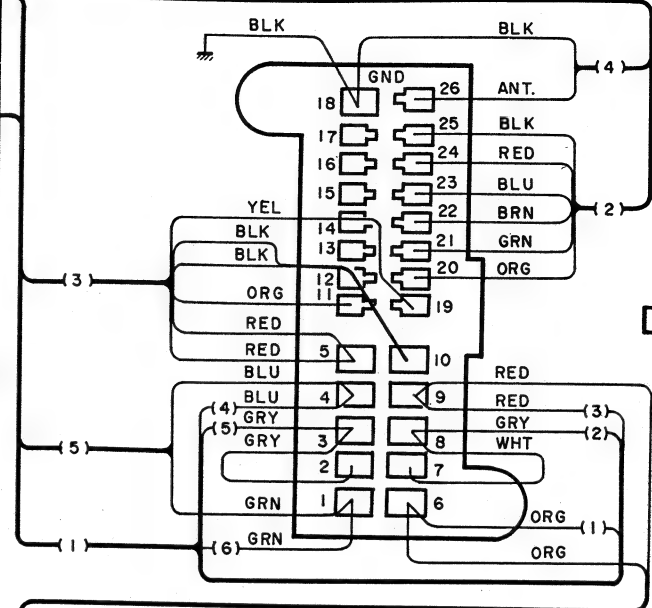 BLK
BLK
(4)
GND
18
26
ANT.
17
25
BLK
16
24
RED
15
23
BLU
YEL
14
22
BRN
(2)
BLK
13
21
GRN
BLK
12
20
ORG
(3)
ORG
11
19
RED
RED
5
10
BLU
RED
BLU
4
9
RED
(4)
(3)
GRY
GRY
(5)
(2)
3
8
GRY
WHT
(5)
2
7
GRN
1
6
ORG
(1)
(1)
(6)
GRN
ORG